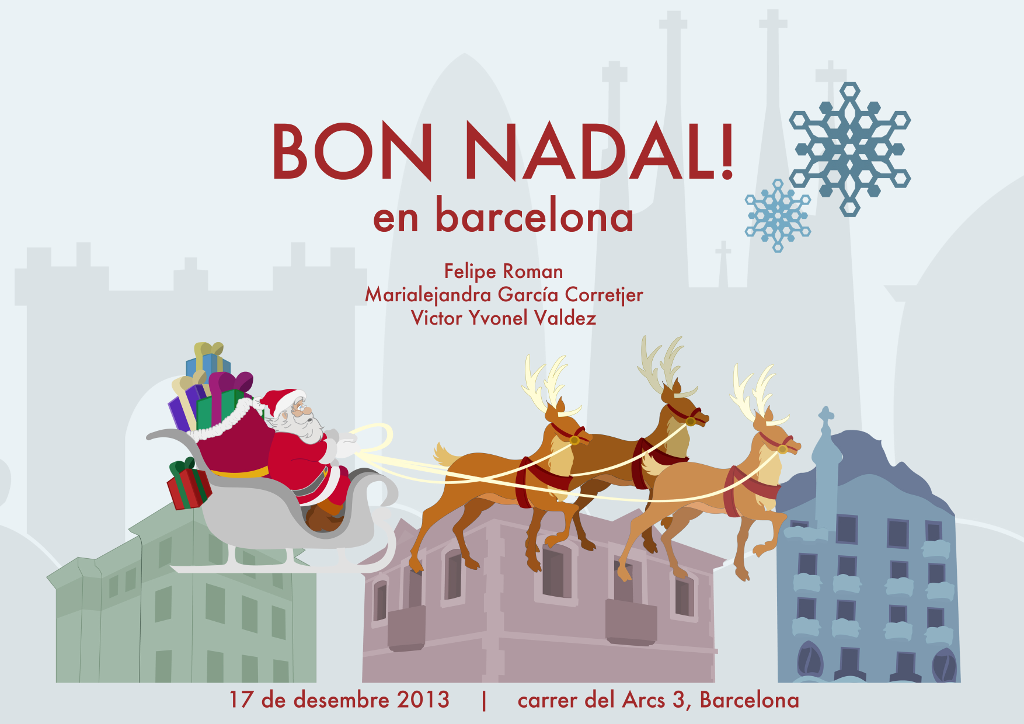 BON NADAL!
en barcelona
Felipe Roman
Marialejandra García Corretjer
Victor Yvonel Valdez
17 de desembre 2013 | carrer del Arcs 3, Barcelona